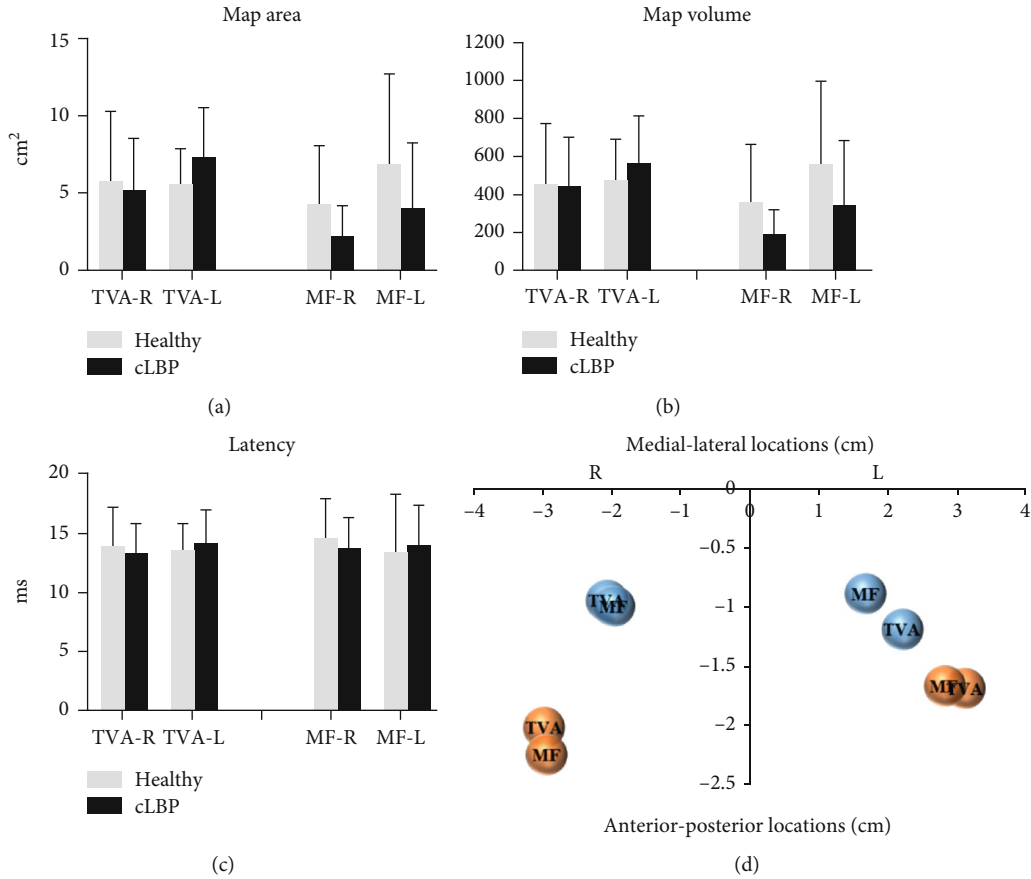 Map area
15
10
5
0
cm²
TVA-R TVA-L MF-R MF-L
Healthy
cLBP
(a)
Map volume
1200
1000
800
600
400
200
0
TVA-R TVA-L MF-R MF-L
Healthy
cLBP
(b)
Latency
20
15
10
5
0
ms
TVA-R TVA-L MF-R MF-L
Healthy
cLBP
(c)
Medial-lateral locations (cm)
R L
0
–4 –3 –2 –1 0 1 2 3 4
–0.5
–1
–1.5
–2
–2.5
TVA MF
MF
TVA
MF TVA
TVA
MF
Anterior-posterior locations (cm)
(d)